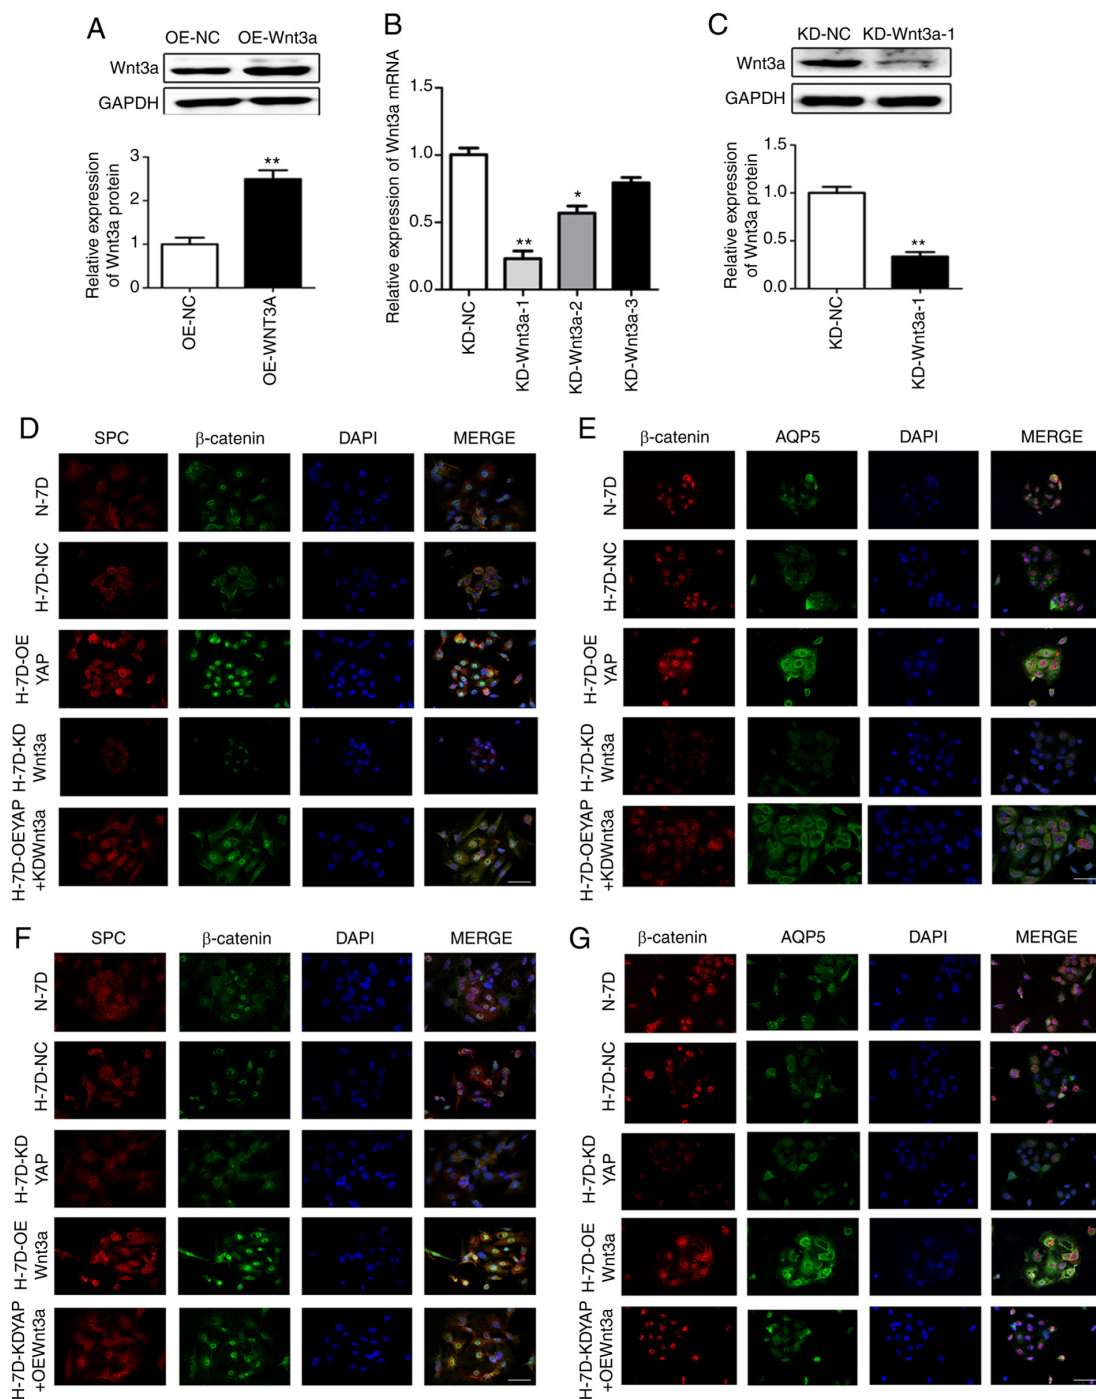 A
OE-NC OE-Wnt3a
Wnt3a
GAPDH
Relative expression
of Wnt3a protein
3
2
1
0
**
OE-NC
OE-WNT3A
B
Relative expression of Wnt3a mRNA
1.5
1.0
0.5
0.0
**
*
KD-NC
KD-Wnt3a-1
KD-Wnt3a-2
KD-Wnt3a-3
C
KD-NC KD-Wnt3a-1
Wnt3a
GAPDH
Relative expression
of Wnt3a protein
1.5
1.0
0.5
0.0
**
KD-NC
KD-Wnt3a-1
D
SPC β-catenin DAPI MERGE
N-7D
H-7D-NC
H-7D-OE
YAP
H-7D-KD
Wnt3a
H-7D-OEYAP
+KDWnt3a
E
β-catenin AQP5 DAPI MERGE
N-7D
H-7D-NC
H-7D-OE
YAP
H-7D-KD
Wnt3a
H-7D-OEYAP
+KDWnt3a
F
SPC β-catenin DAPI MERGE
N-7D
H-7D-NC
H-7D-KD
YAP
H-7D-OE
Wnt3a
H-7D-KDYAP
+OEWnt3a
G
β-catenin AQP5 DAPI MERGE
N-7D
H-7D-NC
H-7D-KD
YAP
H-7D-OE
Wnt3a
H-7D-KDYAP
+OEWnt3a